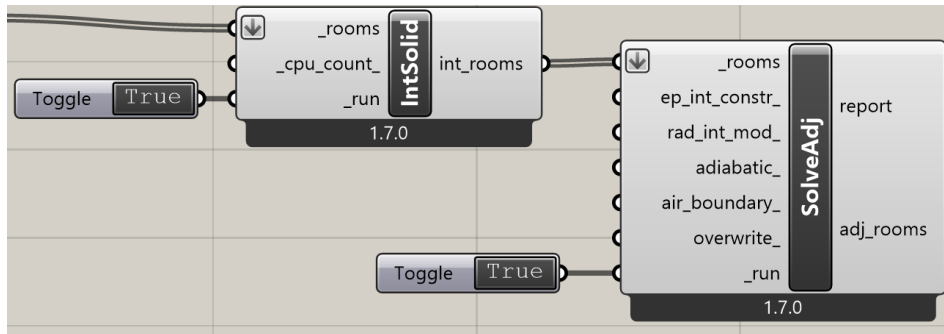 _rooms
_cpu_count_
_run
IntSolid
int_rooms
1.7.0
Toggle True
_rooms
ep_int_constr_
rad_int_mod_
adiabatic_
air_boundary_
overwrite_
_run
SolveAdj
report
adj_rooms
1.7.0
Toggle True